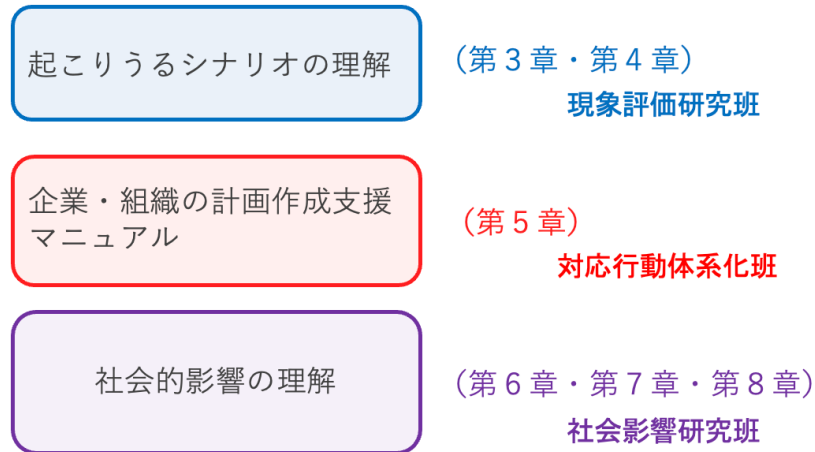 起こりうるシナリオの理解
（第３章・第４章）
現象評価研究班
企業・組織の計画作成支援
マニュアル
（第５章）
対応行動体系化班
社会的影響の理解
（第６章・第７章・第８章）
社会影響研究班